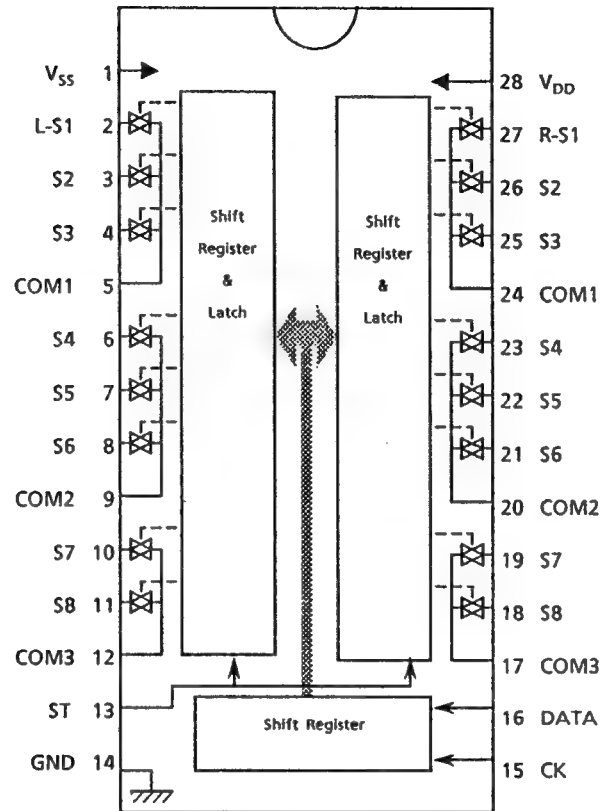 VSS 1
28 VDD
L-S1 2
27 R-S1
S2 3
26 S2
S3 4
25 S3
COM1 5
24 COM1
S4 6
23 S4
S5 7
22 S5
S6 8
21 S6
COM2 9
20 COM2
S7 10
19 S7
S8 11
18 S8
COM3 12
17 COM3
ST 13
16 DATA
GND 14
15 CK
Shift
Register
&
Latch
Shift
Register
&
Latch
Shift Register